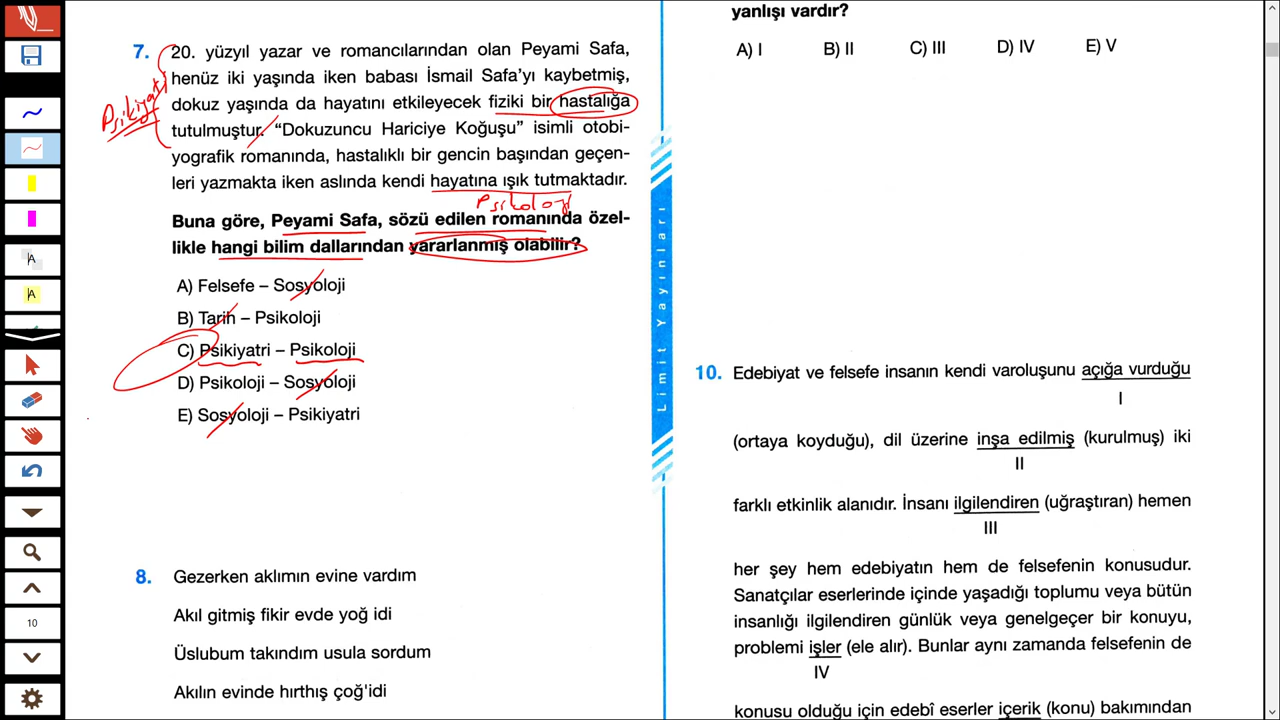 7. 20. yüzyıl yazar ve romancılarından olan Peyami Safa,
henüz iki yaşında iken babası İsmail Safa'yı kaybetmiş,
dokuz yaşında da hayatını etkileyecek fiziki bir hastalığa
tutulmuştur. “Dokuzuncu Hariciye Koğuşu” isimli otobi-
yografik romanında, hastalıklı bir gencin başından geçen-
leri yazmakta iken aslında kendi hayatına ışık tutmaktadır.
Psikiyatri
Psikoloji
Buna göre, Peyami Safa, sözü edilen romanında özel-
likle hangi bilim dallarından yararlanmış olabilir?
A) Felsefe – Sosyoloji
B) Tarih – Psikoloji
C) Psikiyatri – Psikoloji
D) Psikoloji – Sosyoloji
E) Sosyoloji – Psikiyatri
8. Gezerken aklımın evine vardım
Akıl gitmiş fikir evde yoğ idi
Üslubum takındım usula sordum
Akılın evinde hırthış çoğ'idi
Limit Yayınları
yanlışı vardır?
A) I B) II C) III D) IV E) V
10. Edebiyat ve felsefe insanın kendi varoluşunu açığa vurduğu
I
(ortaya koyduğu), dil üzerine inşa edilmiş (kurulmuş) iki
II
farklı etkinlik alanıdır. İnsanı ilgilendiren (uğraştıran) hemen
III
her şey hem edebiyatın hem de felsefenin konusudur.
Sanatçılar eserlerinde içinde yaşadığı toplumu veya bütün
insanlığı ilgilendiren günlük veya genelgeçer bir konuyu,
problemi işler (ele alır). Bunlar aynı zamanda felsefenin de
IV
konusu olduğu için edebî eserler içerik (konu) bakımından
A
A
10